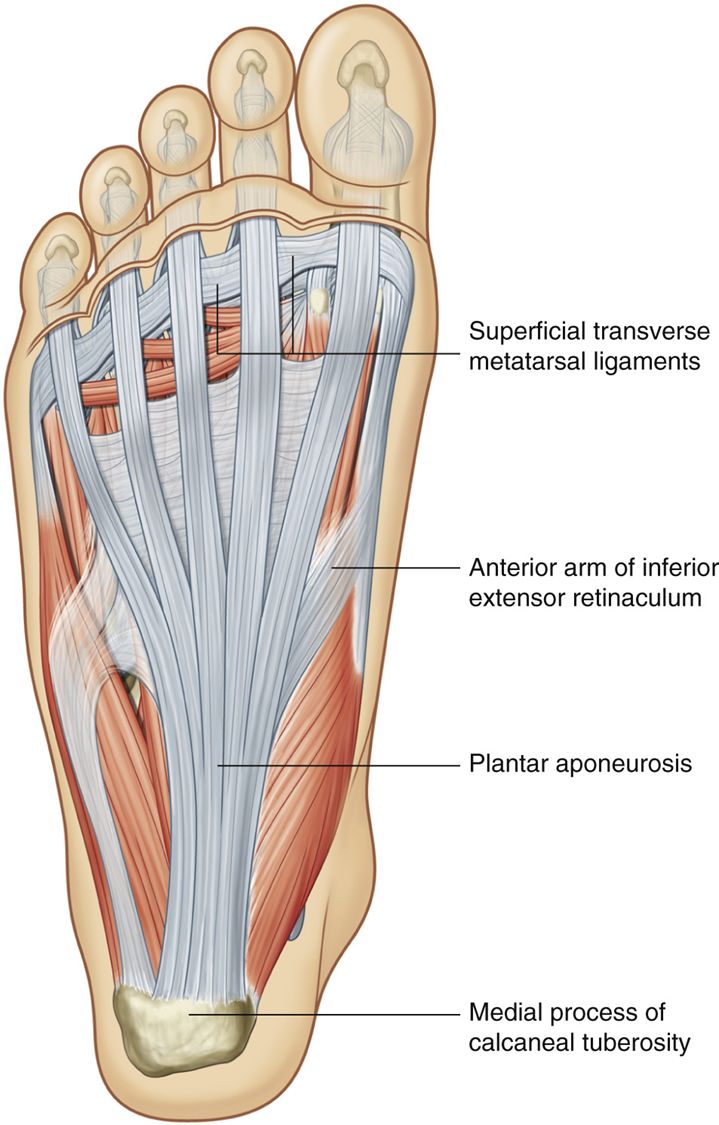 Superficial transverse
metatarsal ligaments
Anterior arm of inferior
extensor retinaculum
Plantar aponeurosis
Medial process of
calcaneal tuberosity